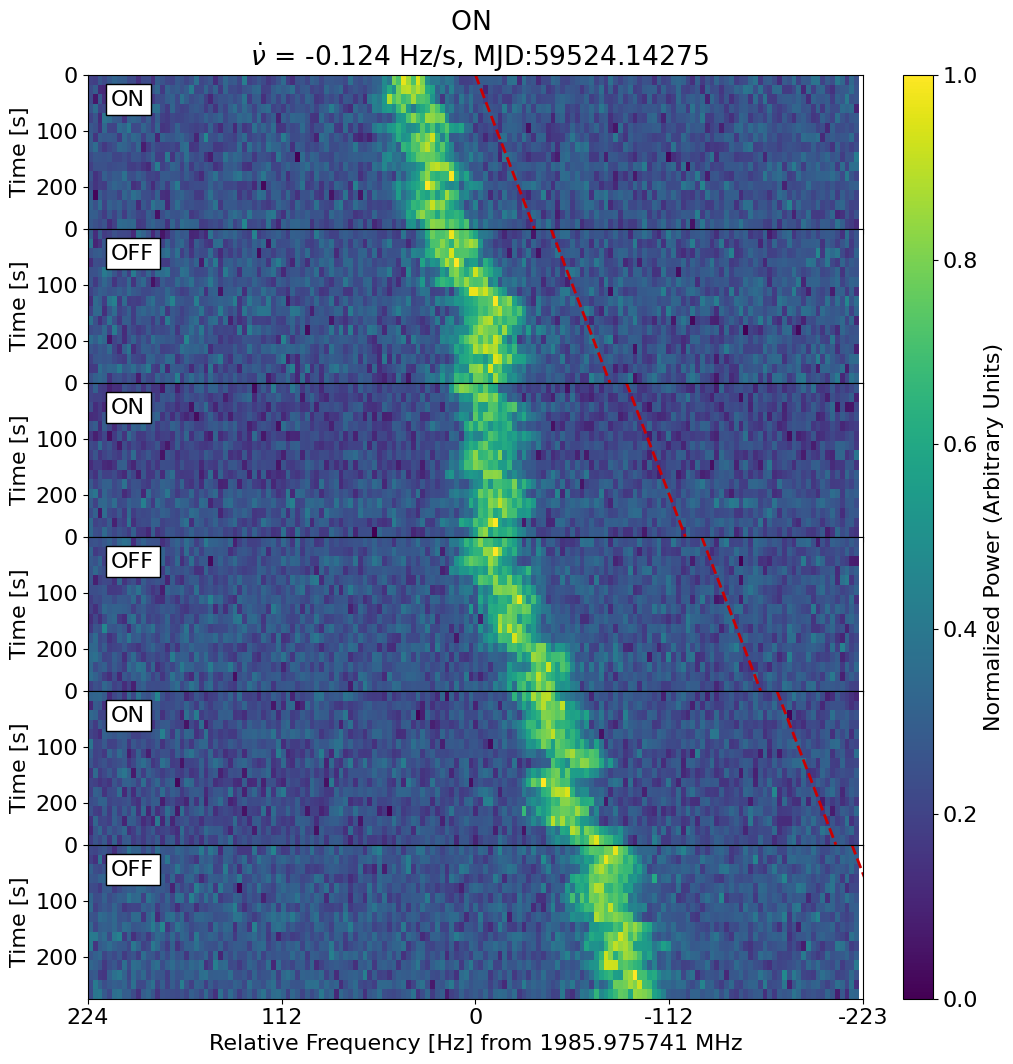 ON
ν̇ = -0.124 Hz/s, MJD:59524.14275
0
100
200
Time [s]
ON
0
100
200
Time [s]
OFF
0
100
200
Time [s]
ON
0
100
200
Time [s]
OFF
0
100
200
Time [s]
ON
0
100
200
Time [s]
OFF
224 112 0 -112 -223
Relative Frequency [Hz] from 1985.975741 MHz
1.0
0.8
0.6
0.4
0.2
0.0
Normalized Power (Arbitrary Units)